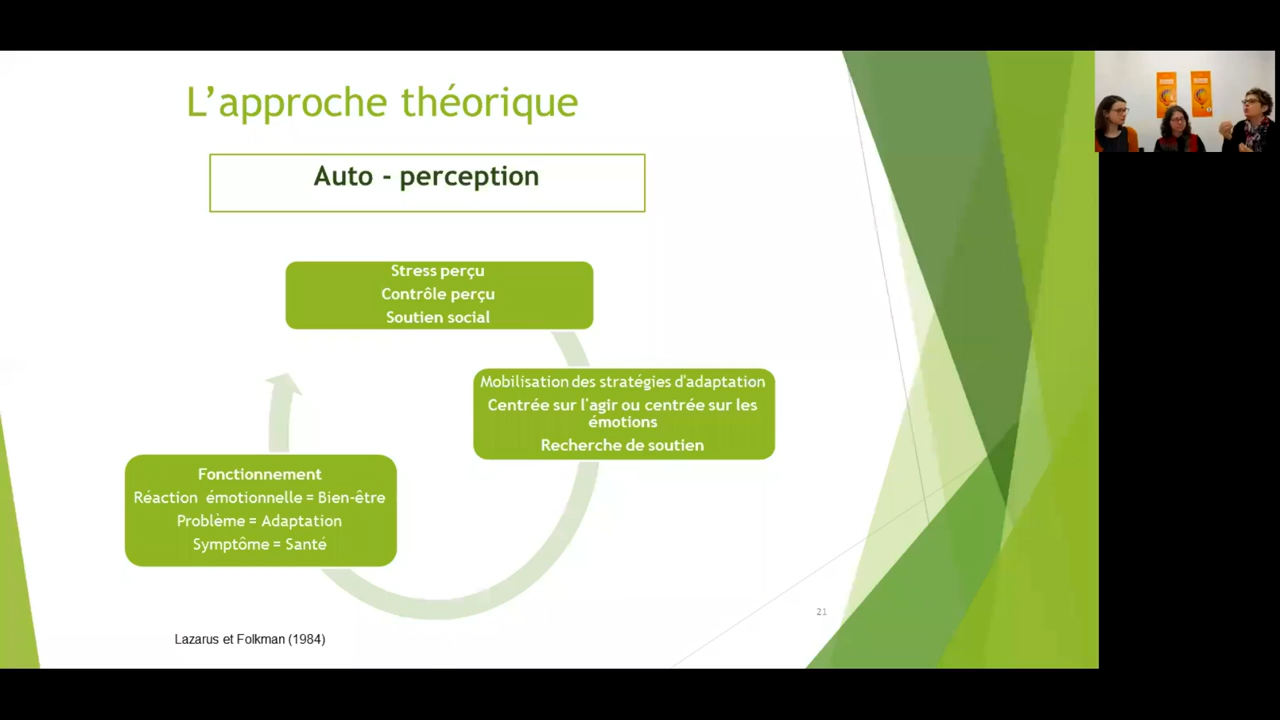 L'approche théorique
Auto - perception
Stress perçu
Contrôle perçu
Soutien social
Mobilisation des stratégies d'adaptation
Centrée sur l'agir ou centrée sur les
émotions
Recherche de soutien
Fonctionnement
Réaction émotionnelle = Bien-être
Problème = Adaptation
Symptôme = Santé
21
Lazarus et Folkman (1984)